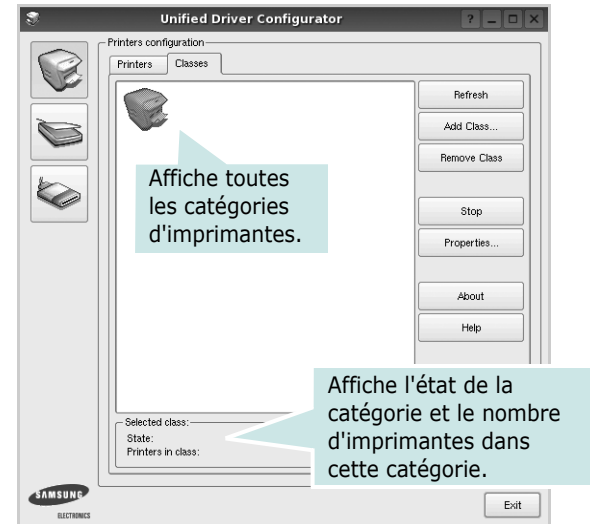 Unified Driver Configurator
Printers configuration
Printers
Classes
Refresh
Add Class...
Remove Class
Affiche toutes
les catégories
d'imprimantes.
Stop
Properties...
About
Help
Affiche l'état de la
catégorie et le nombre
d'imprimantes dans
cette catégorie.
Selected class:
State:
Printers in class:
SAMSUNG
ELECTRONICS
Exit